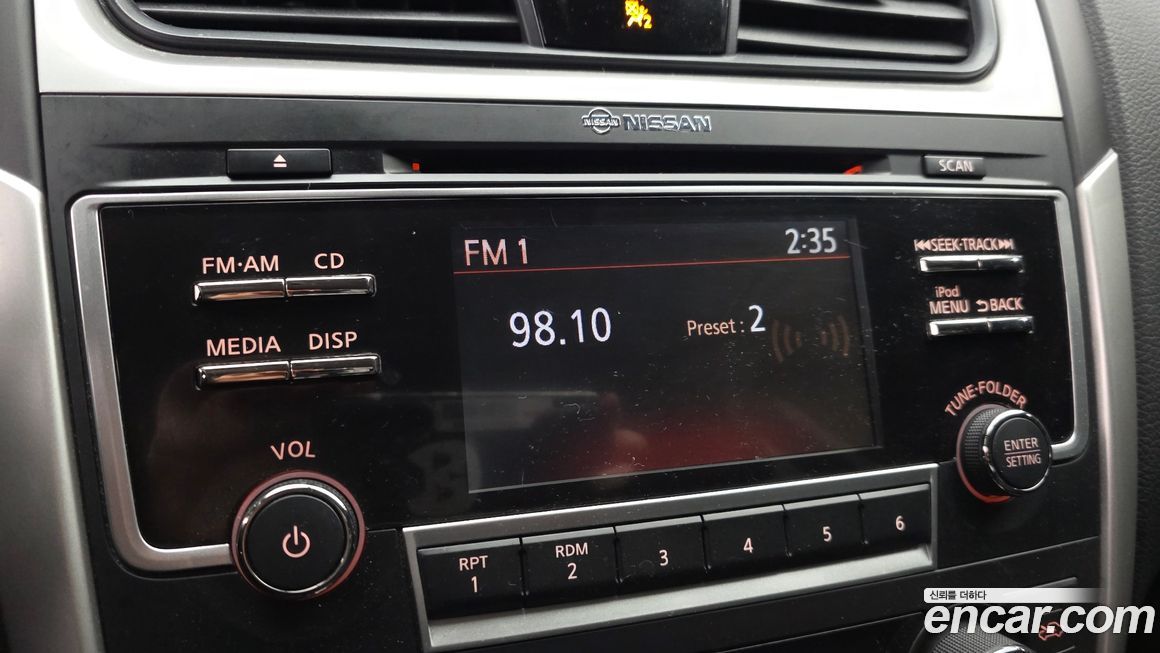 2
NISSAN NISSAN
SCAN
FM 1 2:35
98.10 Preset : 2
FM·AM CD
MEDIA DISP
VOL
SEEK·TRACK
iPod
MENU BACK
TUNE·FOLDER
ENTER
SETTING
RPT
1
RDM
2
3
4
5
6
신뢰를 더하다
encar.com